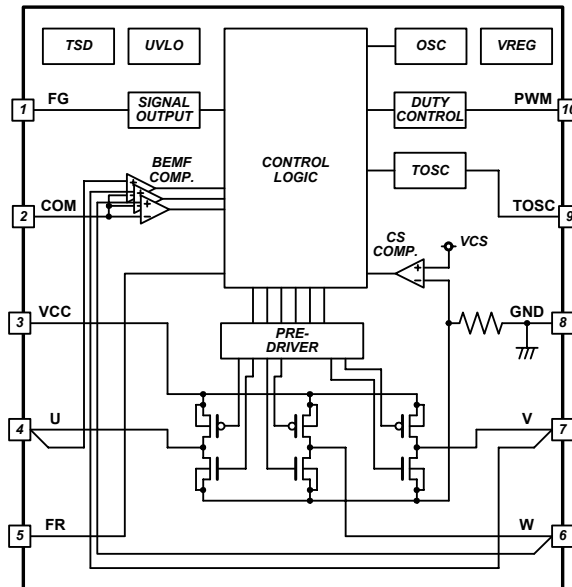 TSD
UVLO
OSC
VREG
1
FG
SIGNAL
OUTPUT
CONTROL
LOGIC
DUTY
CONTROL
PWM
10
BEMF
COMP.
TOSC
2
COM
TOSC
9
CS
COMP.
VCS
3
VCC
GND
8
PRE-
DRIVER
4
U
V
7
5
FR
W
6